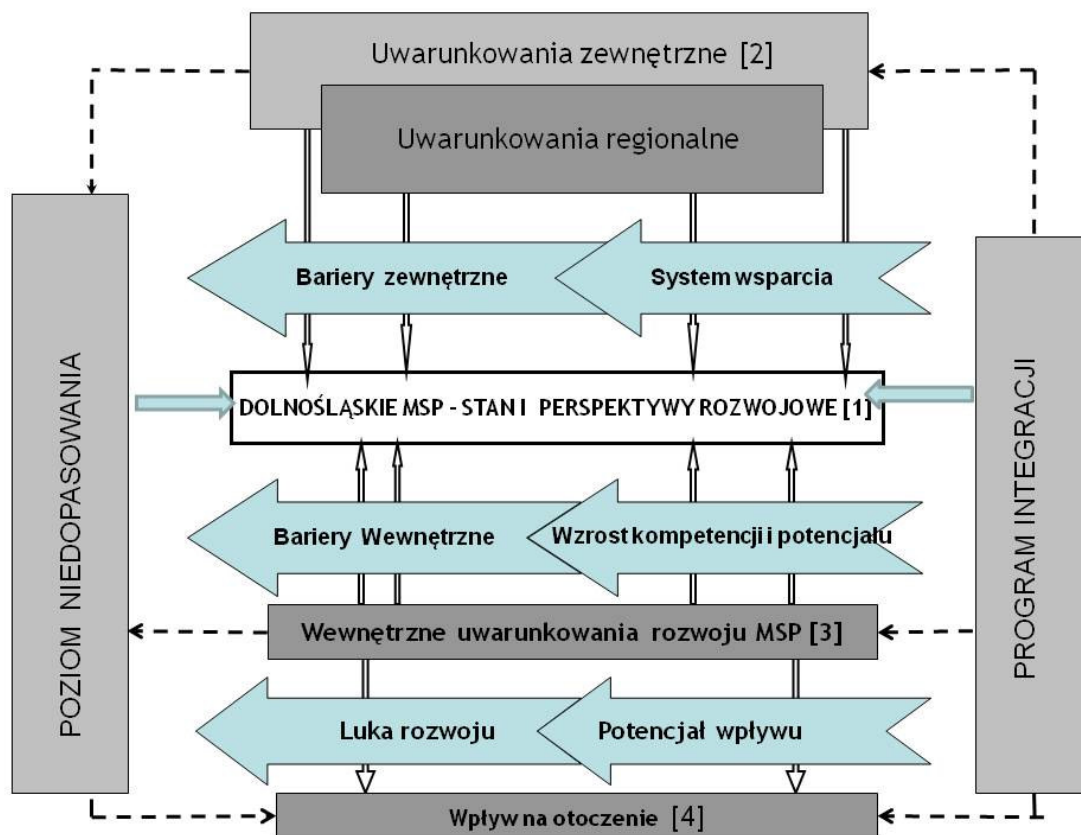 Uwarunkowania zewnętrzne [2]
Uwarunkowania regionalne
Bariery zewnętrzne
System wsparcia
POZIOM NIEDOPASOWANIA
DOLNOŚLĄSKIE MSP - STAN I PERSPEKTYWY ROZWOJOWE [1]
PROGRAM INTEGRACJI
Bariery Wewnętrzne
Wzrost kompetencji i potencjału
Wewnętrzne uwarunkowania rozwoju MSP [3]
Luka rozwoju
Potencjał wpływu
Wpływ na otoczenie [4]